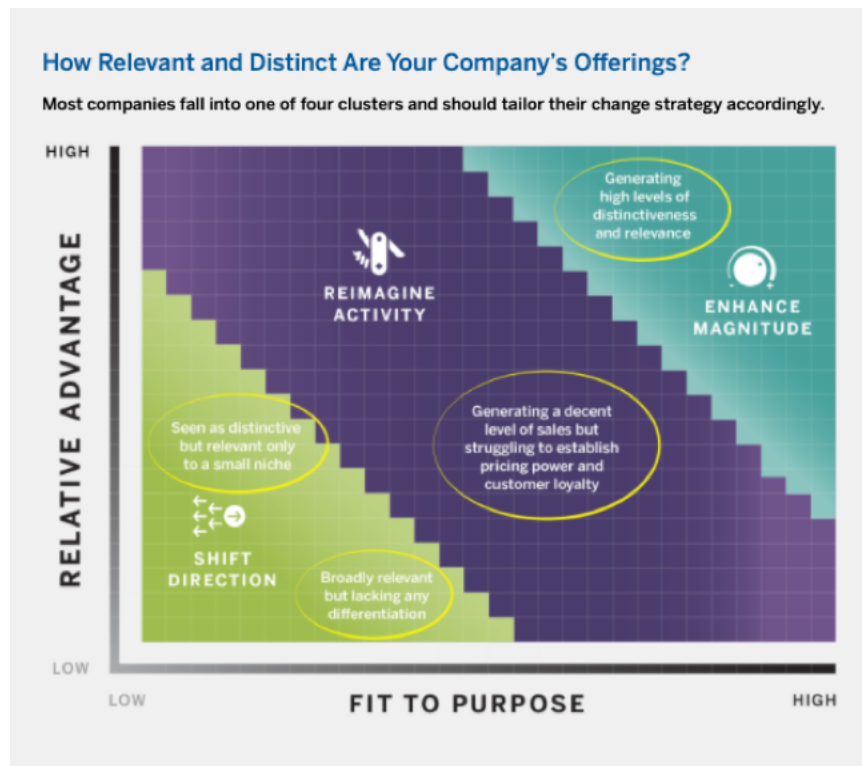 How Relevant and Distinct Are Your Company's Offerings?
Most companies fall into one of four clusters and should tailor their change strategy accordingly.
HIGH
RELATIVE ADVANTAGE
LOW
Generating
high levels of
distinctiveness
and relevance
REIMAGINE
ACTIVITY
ENHANCE
MAGNITUDE
Seen as distinctive
but relevant only
to a small niche
Generating a decent
level of sales but
struggling to establish
pricing power and
customer loyalty
SHIFT
DIRECTION
Broadly relevant
but lacking any
differentiation
LOW
FIT TO PURPOSE
HIGH